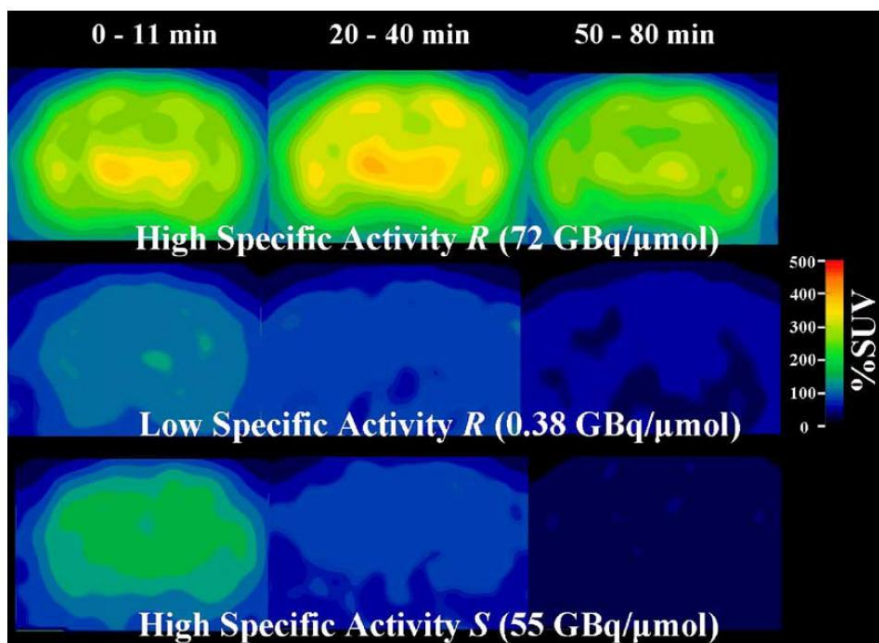 0 - 11 min 20 - 40 min 50 - 80 min
High Specific Activity R (72 GBq/µmol)
500
400
300
200
100
0
%SUV
Low Specific Activity R (0.38 GBq/µmol)
High Specific Activity S (55 GBq/µmol)